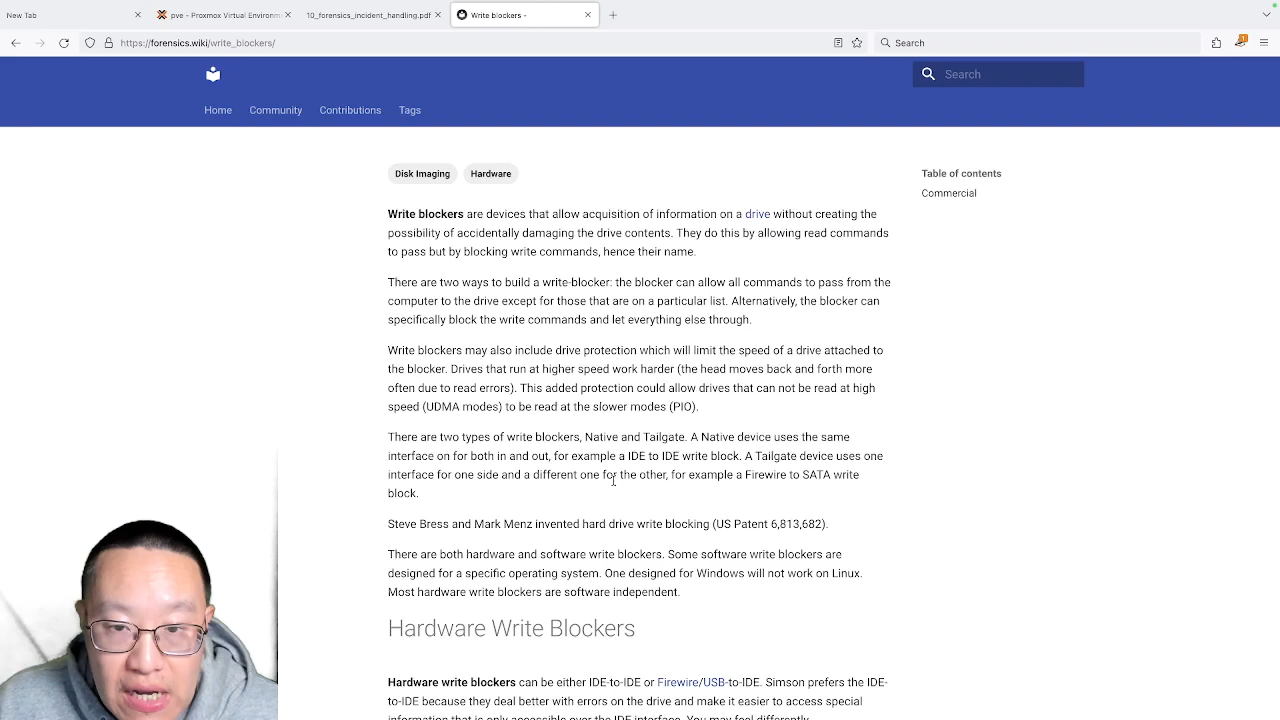 New Tab
pve - Proxmox Virtual Environm
10_forensics_incident_handling.pdf
Write blockers -
https://forensics.wiki/write_blockers/
Search
1
Search
Home Community Contributions Tags
Disk Imaging Hardware
Table of contents
Commercial
Write blockers are devices that allow acquisition of information on a drive without creating the
possibility of accidentally damaging the drive contents. They do this by allowing read commands
to pass but by blocking write commands, hence their name.
There are two ways to build a write-blocker: the blocker can allow all commands to pass from the
computer to the drive except for those that are on a particular list. Alternatively, the blocker can
specifically block the write commands and let everything else through.
Write blockers may also include drive protection which will limit the speed of a drive attached to
the blocker. Drives that run at higher speed work harder (the head moves back and forth more
often due to read errors). This added protection could allow drives that can not be read at high
speed (UDMA modes) to be read at the slower modes (PIO).
There are two types of write blockers, Native and Tailgate. A Native device uses the same
interface on for both in and out, for example a IDE to IDE write block. A Tailgate device uses one
interface for one side and a different one for the other, for example a Firewire to SATA write
block.
Steve Bress and Mark Menz invented hard drive write blocking (US Patent 6,813,682).
There are both hardware and software write blockers. Some software write blockers are
designed for a specific operating system. One designed for Windows will not work on Linux.
Most hardware write blockers are software independent.
Hardware Write Blockers
Hardware write blockers can be either IDE-to-IDE or Firewire/USB-to-IDE. Simson prefers the IDE-
to-IDE because they deal better with errors on the drive and make it easier to access special
information that is only accessible over the IDE interface. You may feel differently.